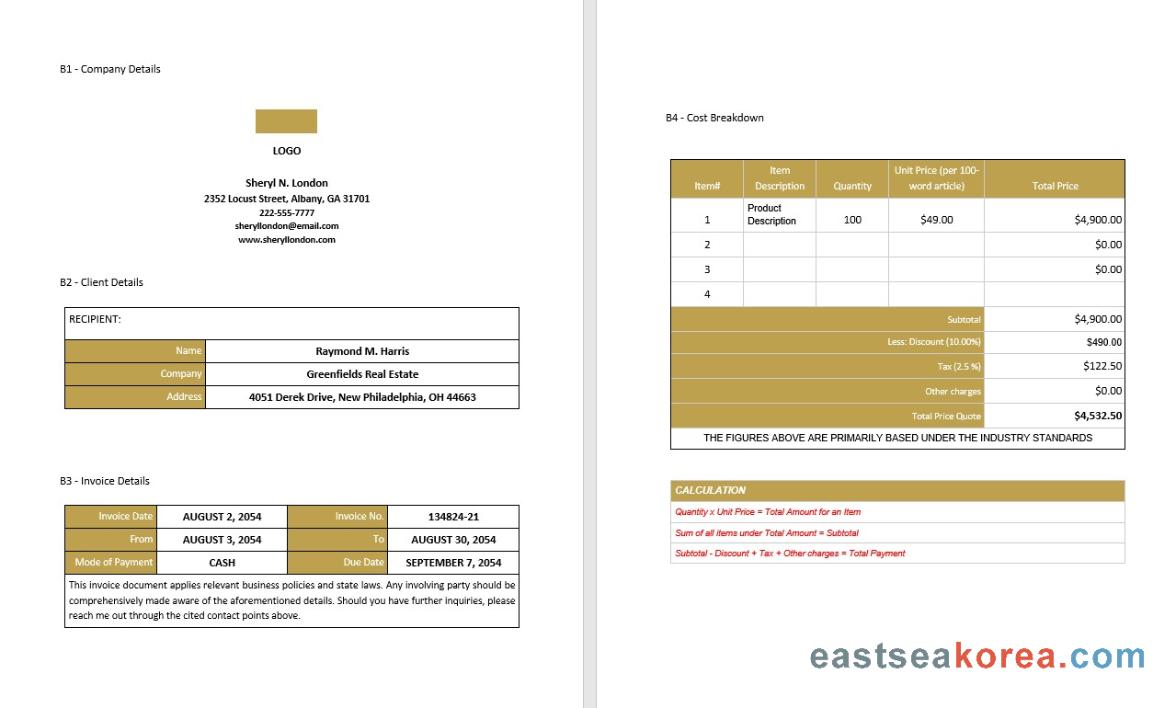 B1 - Company Details
LOGO
Sheryl N. London
2352 Locust Street, Albany, GA 31701
222-555-7777
sheryllondon@email.com
www.sheryllondon.com
B2 - Client Details
RECIPIENT:
Name Raymond M. Harris
Company Greenfields Real Estate
Address 4051 Derek Drive, New Philadelphia, OH 44663
B3 - Invoice Details
Invoice Date AUGUST 2, 2054 Invoice No. 134824-21
From AUGUST 3, 2054 To AUGUST 30, 2054
Mode of Payment CASH Due Date SEPTEMBER 7, 2054
This invoice document applies relevant business policies and state laws. Any involving party should be
comprehensively made aware of the aforementioned details. Should you have further inquiries, please
reach me out through the cited contact points above.
B4 - Cost Breakdown
Item# Item Description Quantity Unit Price (per 100-word article) Total Price
1 Product Description 100 $49.00 $4,900.00
2 $0.00
3 $0.00
4
Subtotal $4,900.00
Less: Discount (10.00%) $490.00
Tax (2.5 %) $122.50
Other charges $0.00
Total Price Quote $4,532.50
THE FIGURES ABOVE ARE PRIMARILY BASED UNDER THE INDUSTRY STANDARDS
CALCULATION
Quantity x Unit Price = Total Amount for an Item
Sum of all items under Total Amount = Subtotal
Subtotal - Discount + Tax + Other charges = Total Payment
eastseakorea.com